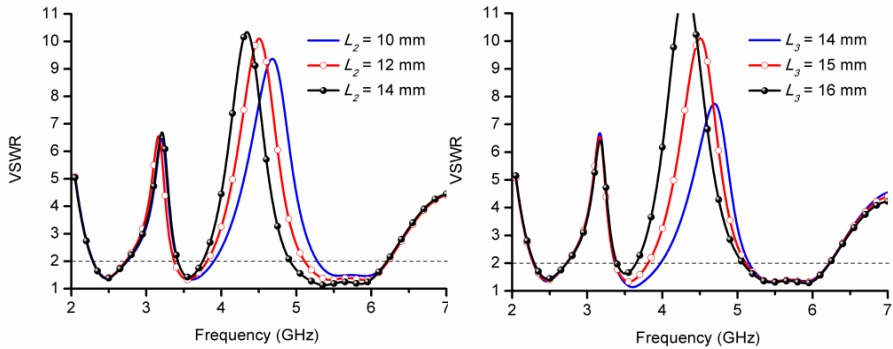 11
10
9
8
7
6
5
4
3
2
1
VSWR
L₂ = 10 mm
L₂ = 12 mm
L₂ = 14 mm
2 3 4 5 6 7
Frequency (GHz)
11
10
9
8
7
6
5
4
3
2
1
VSWR
L₃ = 14 mm
L₃ = 15 mm
L₃ = 16 mm
2 3 4 5 6 7
Frequency (GHz)